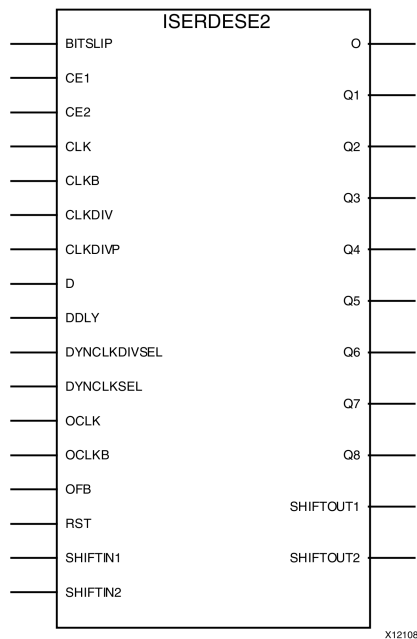 ISERDESE2
BITSLIP
CE1
CE2
CLK
CLKB
CLKDIV
CLKDIVP
D
DDLY
DYNCLKDIVSEL
DYNCLKSEL
OCLK
OCLKB
OFB
RST
SHIFTIN1
SHIFTIN2
O
Q1
Q2
Q3
Q4
Q5
Q6
Q7
Q8
SHIFTOUT1
SHIFTOUT2
X12108